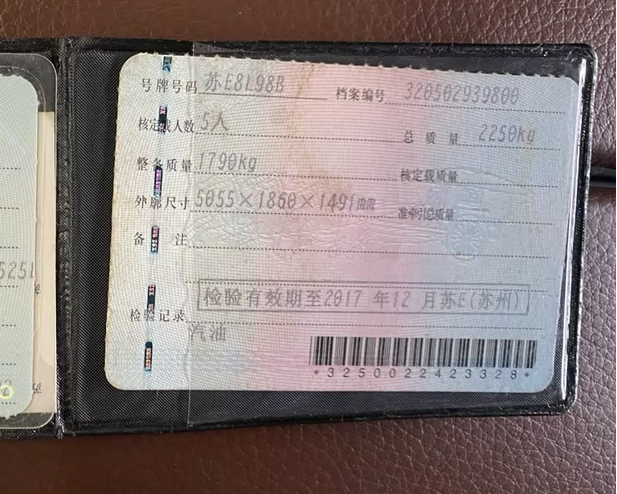 号牌号码 苏E8L98B 档案编号 320502939800
核定载人数 5人 总质量 2250kg
整备质量 1790kg 核定载质量
外廓尺寸 5055×1860×1491mm 准牵引总质量
备注
检验有效期至2017年12月苏E(苏州)
检验记录
汽油
*3250022423328*
5251